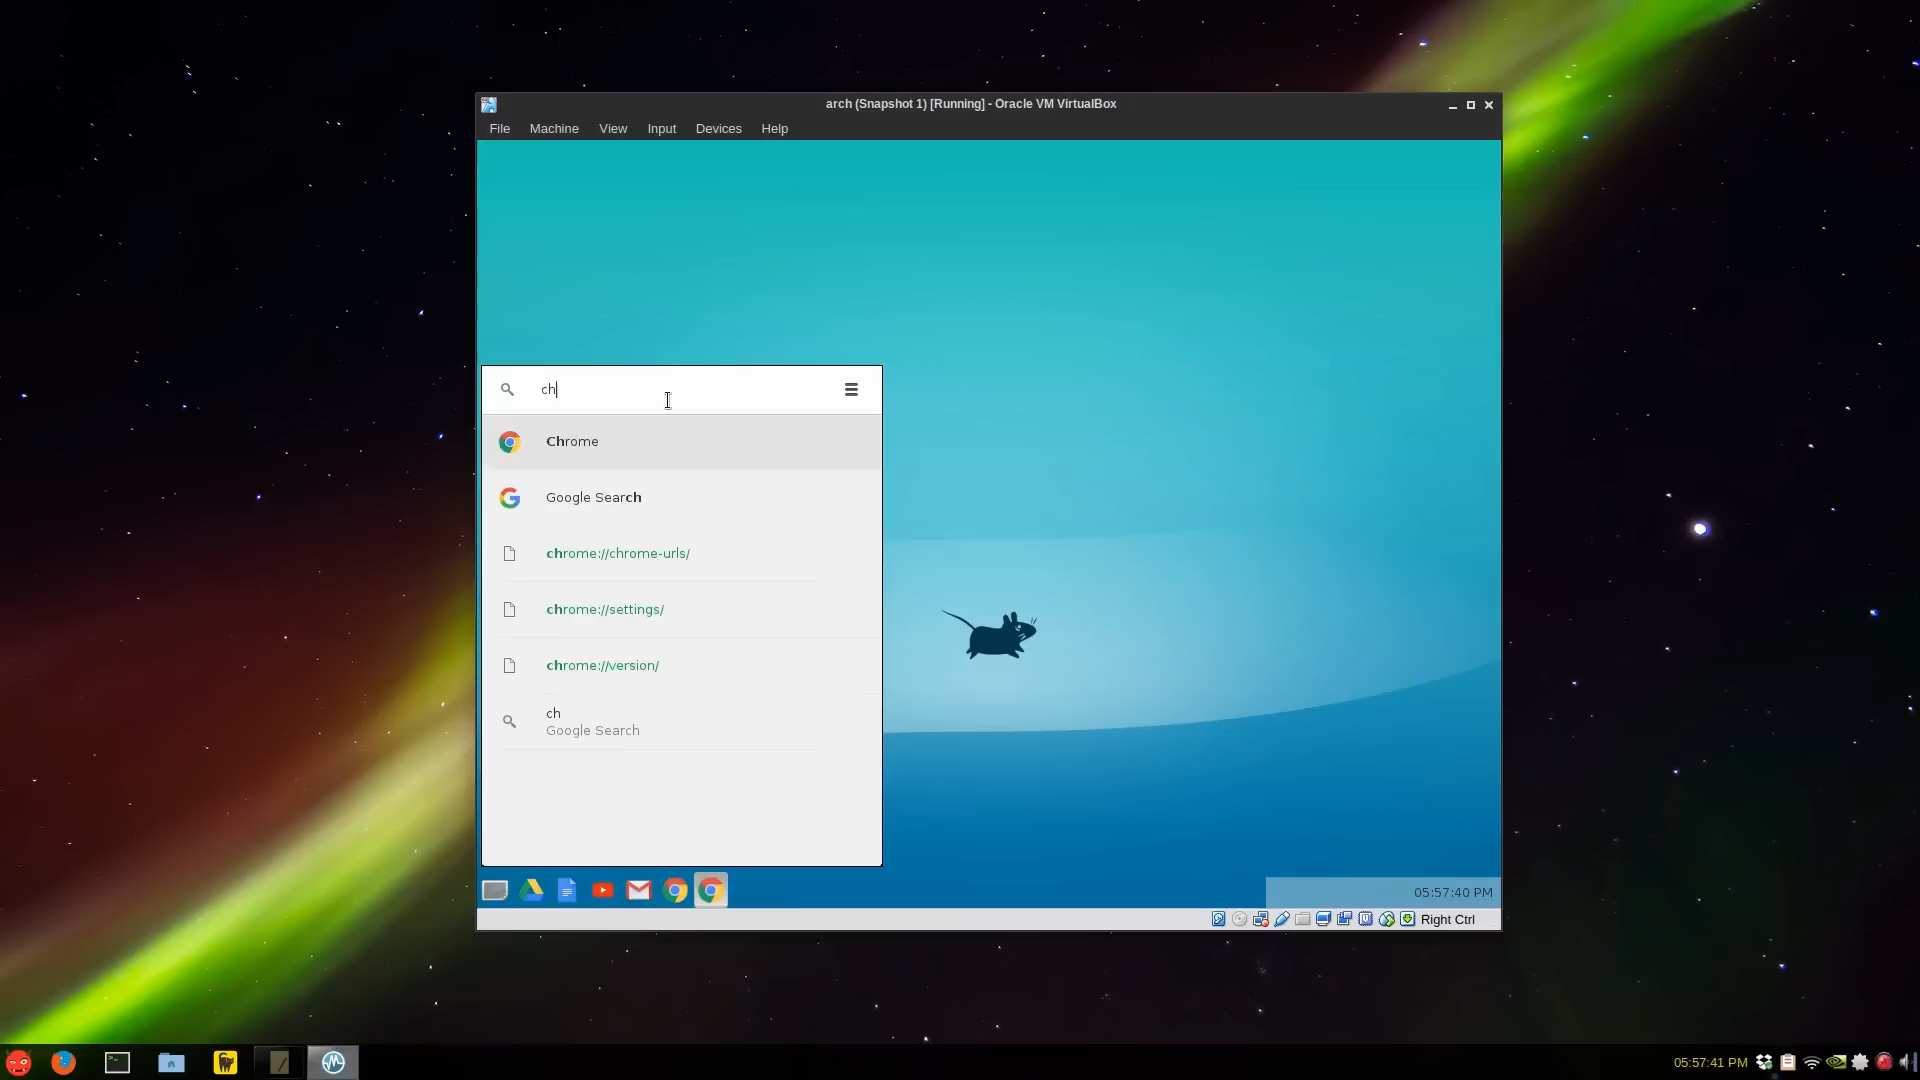 arch (Snapshot 1) [Running] - Oracle VM VirtualBox
File Machine View Input Devices Help
ch
Chrome
Google Search
chrome://chrome-urls/
chrome://settings/
chrome://version/
ch
Google Search
05:57:40 PM
Right Ctrl
05:57:41 PM